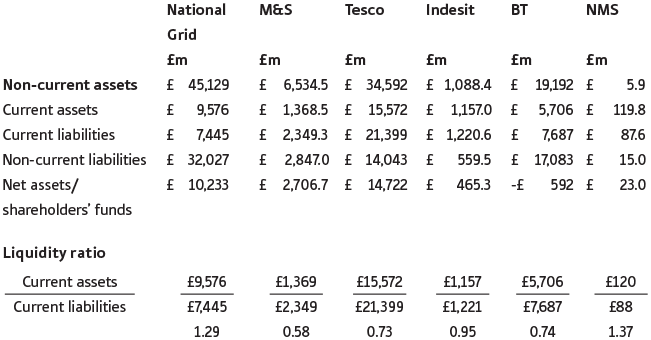 National M&S Tesco Indesit BT NMS
Grid
£m £m £m £m £m £m
Non-current assets £ 45,129 £ 6,534.5 £ 34,592 £ 1,088.4 £ 19,192 £ 5.9
Current assets £ 9,576 £ 1,368.5 £ 15,572 £ 1,157.0 £ 5,706 £ 119.8
Current liabilities £ 7,445 £ 2,349.3 £ 21,399 £ 1,220.6 £ 7,687 £ 87.6
Non-current liabilities £ 32,027 £ 2,847.0 £ 14,043 £ 559.5 £ 17,083 £ 15.0
Net assets/ £ 10,233 £ 2,706.7 £ 14,722 £ 465.3 -£ 592 £ 23.0
shareholders’ funds
Liquidity ratio
Current assets £9,576 £1,369 £15,572 £1,157 £5,706 £120
Current liabilities £7,445 £2,349 £21,399 £1,221 £7,687 £88
1.29 0.58 0.73 0.95 0.74 1.37